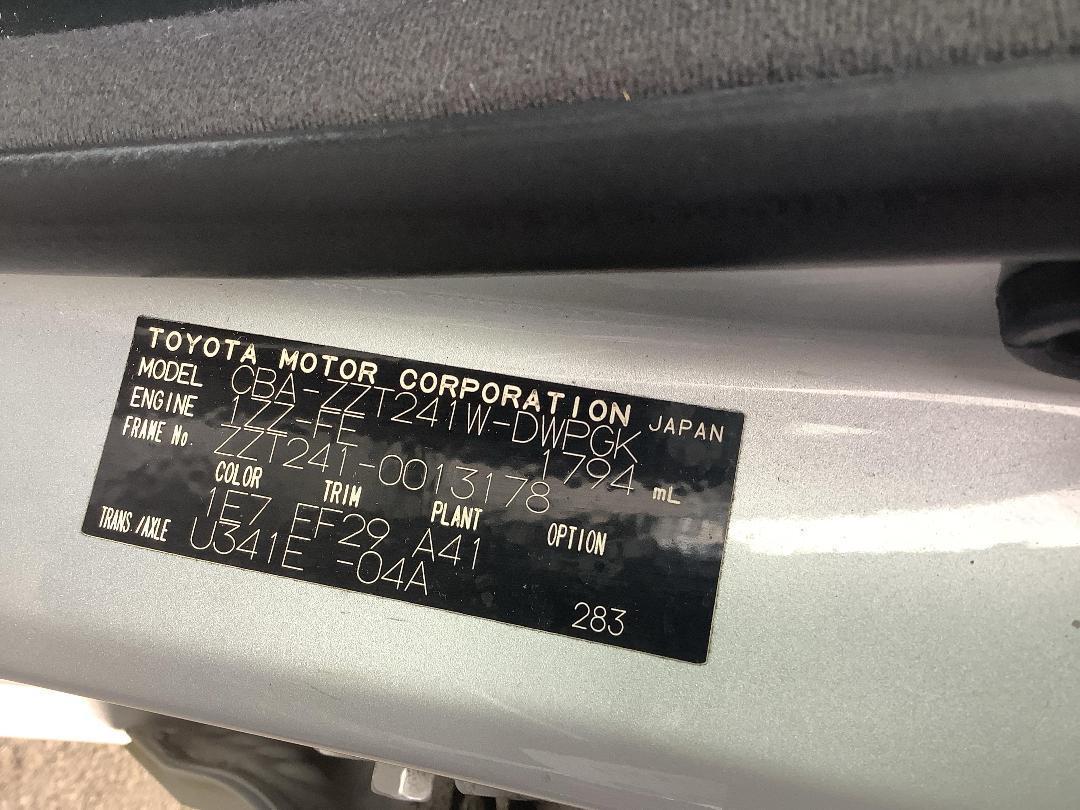 TOYOTA MOTOR CORPORATION JAPAN
MODEL CBA-ZZT241W-DWPGK
ENGINE 1ZZ-FE 1794 mL
FRAME No. ZZT241-0013178
COLOR TRIM PLANT OPTION
1E7 EF29 A41
TRANS./AXLE U341E -04A
283